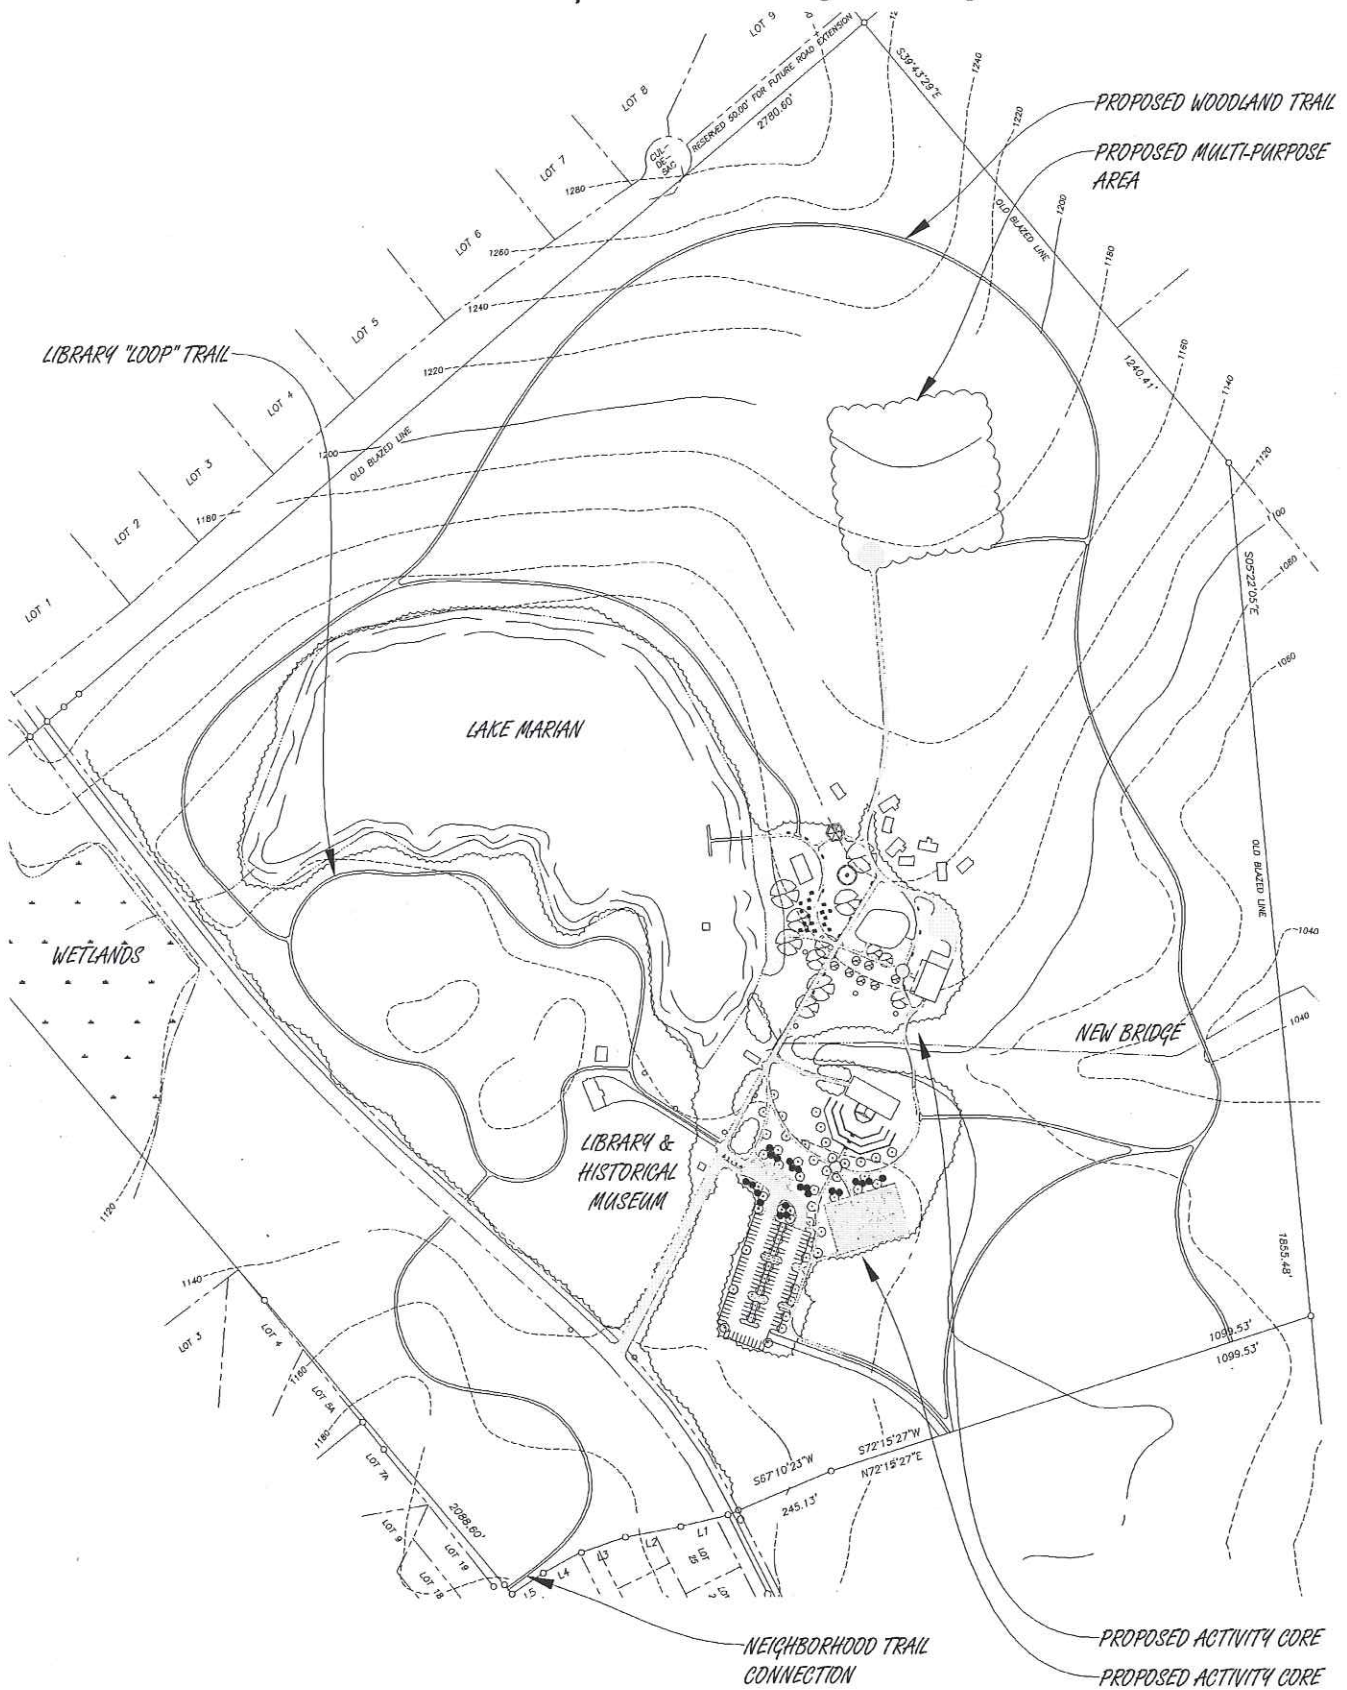 LOT 9
RESERVED 50.00' FOR FUTURE ROAD EXTENSION
2780.60'
S39°43'29"E
1240
1220
PROPOSED WOODLAND TRAIL
PROPOSED MULTI-PURPOSE
AREA
LOT 8
CUL-
DE-
SAC
LOT 7
1280
OLD BLAZED LINE
1200
LOT 6
1260
1180
LOT 5
1240
1240.41'
1160
LIBRARY "LOOP" TRAIL
1220
1140
LOT 4
OLD BLAZED LINE
1200
1120
LOT 3
1180
1100
LOT 2
S05°22'05"E
1080
LOT 1
1060
LAKE MARIAN
OLD BLAZED LINE
WETLANDS
1040
NEW BRIDGE
1040
LIBRARY &
HISTORICAL
MUSEUM
1120
1140
1855.48'
LOT 3
LOT 4
1160
LOT 5A
1180
LOT 7A
1099.53'
1099.53'
S72°15'27"W
N72°15'27"E
S67°10'23"W
245.13'
2088.60'
LOT 9
LOT 19
LOT 18
L1
L2
L3
L4
L5
LOT
NEIGHBORHOOD TRAIL
CONNECTION
PROPOSED ACTIVITY CORE
PROPOSED ACTIVITY CORE